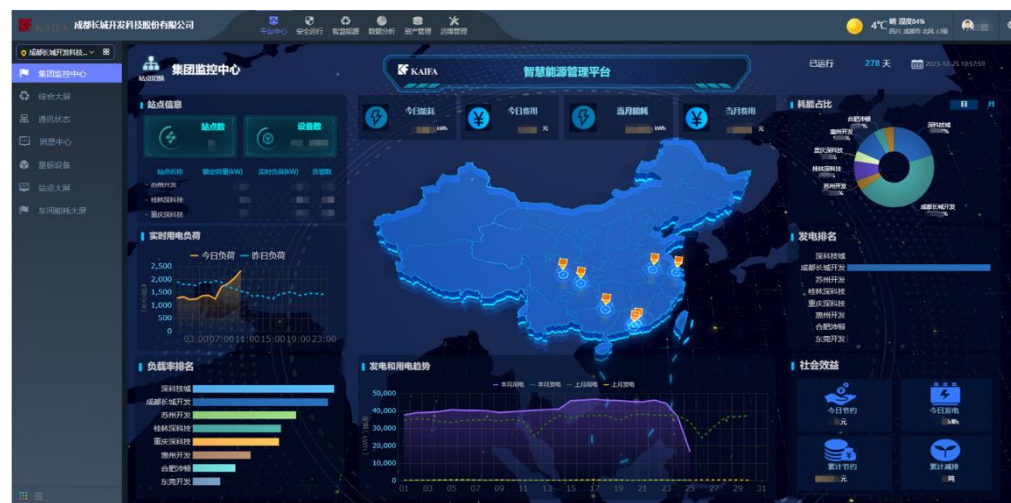 KAIFA 成都长城开发科技股份有限公司
平台中心 安全运行 智慧能源 数据分析 资产管理 运维管理
4°C 晴 湿度84%
四川 成都市 北风 ≤3级
成都长城开发科技...
集团监控中心
综合大屏
通讯状态
消息中心
星标设备
站点大屏
车间能耗大屏
站点切换
集团监控中心
KAIFA 智慧能源管理平台
已运行 278 天 2023-12-25 10:57:59
站点信息
站点数
设备数
站点名称 额定容量(kW) 实时负荷(kW) 告警数
苏州开发
桂林深科技
重庆深科技
今日能耗
kWh
今日费用
元
当月能耗
kWh
当月费用
元
耗能占比
日 月
合肥沛顿
惠州开发
重庆深科技
桂林深科技
苏州开发
深科技城
成都长城开发
实时用电负荷
今日负荷 昨日负荷
2,500
2,000
1,500
1,000
500
0
03:00 07:00 11:00 15:00 19:00 23:00
发电排名
深科技城
成都长城开发
苏州开发
桂林深科技
重庆深科技
惠州开发
合肥沛顿
东莞开发
负载率排名
深科技城
成都长城开发
苏州开发
桂林深科技
重庆深科技
惠州开发
合肥沛顿
东莞开发
发电和用电趋势
本月用电 本月发电 上月用电 上月发电
50,000
40,000
30,000
20,000
10,000
0
01 03 05 07 09 11 13 15 17 19 21 23 25 27 29 31
社会效益
今日节约
元
今日发电
kWh
累计节约
元
累计减排
吨